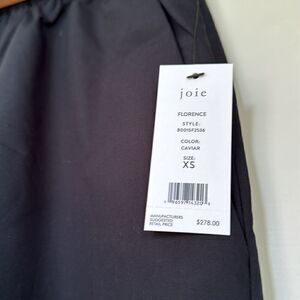 joie
FLORENCE
STYLE:
B001SF2536
COLOR:
CAVIAR
SIZE:
XS
MANUFACTURERS
SUGGESTED
RETAIL PRICE
$278.00